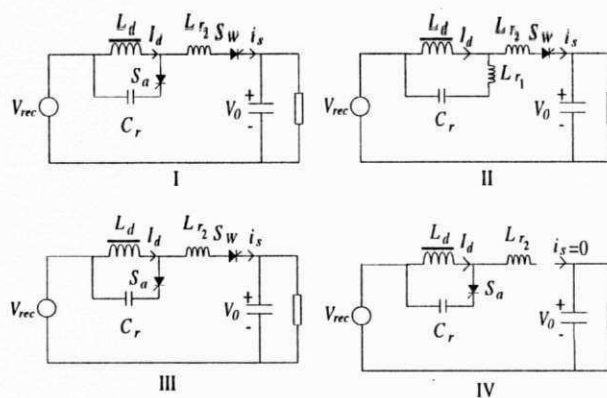 L_d I_d L_r2 S_W i_s
S_a
V_rec C_r + V_0 -
I
L_d I_d L_r2 S_W i_s
L_r1
V_rec C_r + V_0 -
II
L_d I_d L_r2 S_W i_s
S_a
V_rec C_r + V_0 -
III
L_d I_d L_r2 i_s=0
S_a
V_rec C_r + V_0 -
IV